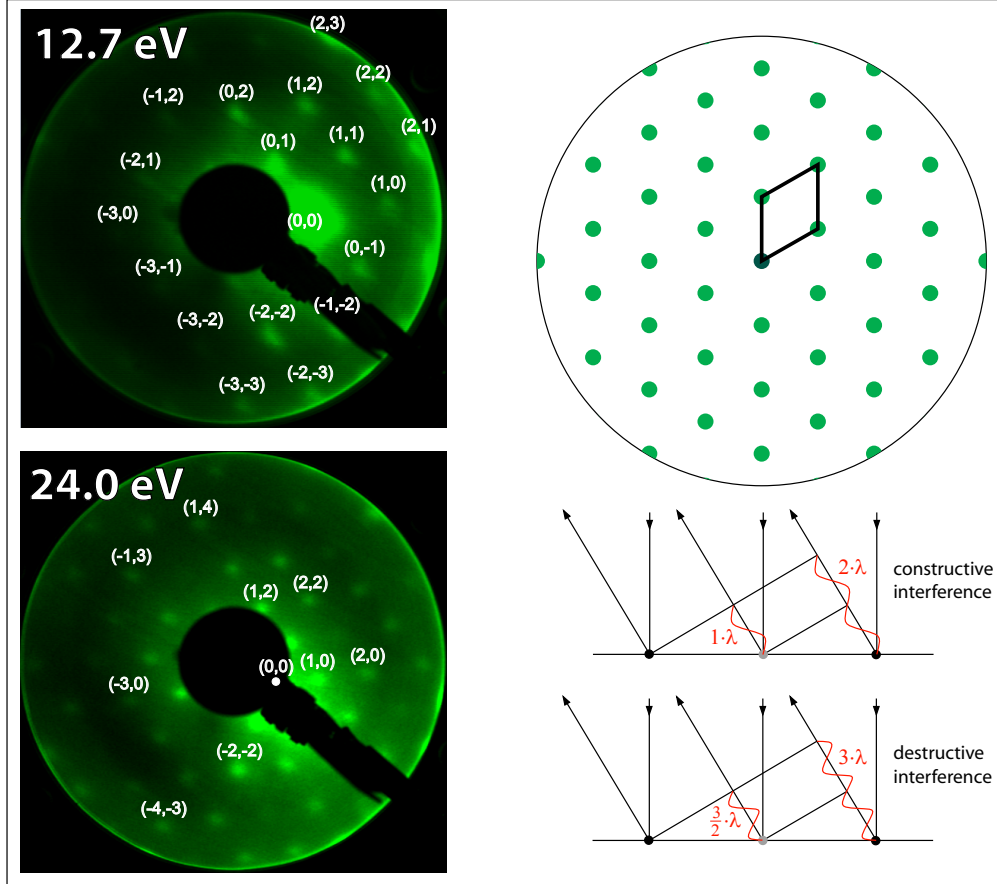 12.7 eV
(2,3)
(2,2)
(-1,2)
(0,2)
(1,2)
(2,1)
(0,1)
(1,1)
(-2,1)
(1,0)
(-3,0)
(0,0)
(0,-1)
(-3,-1)
(-1,-2)
(-2,-2)
(-3,-2)
(-2,-3)
(-3,-3)
24.0 eV
(1,4)
(-1,3)
(2,2)
(1,2)
(0,0)
(1,0)
(2,0)
(-3,0)
(-2,-2)
(-4,-3)
2·λ
constructive
interference
1·λ
3·λ
destructive
interference
3/2·λ